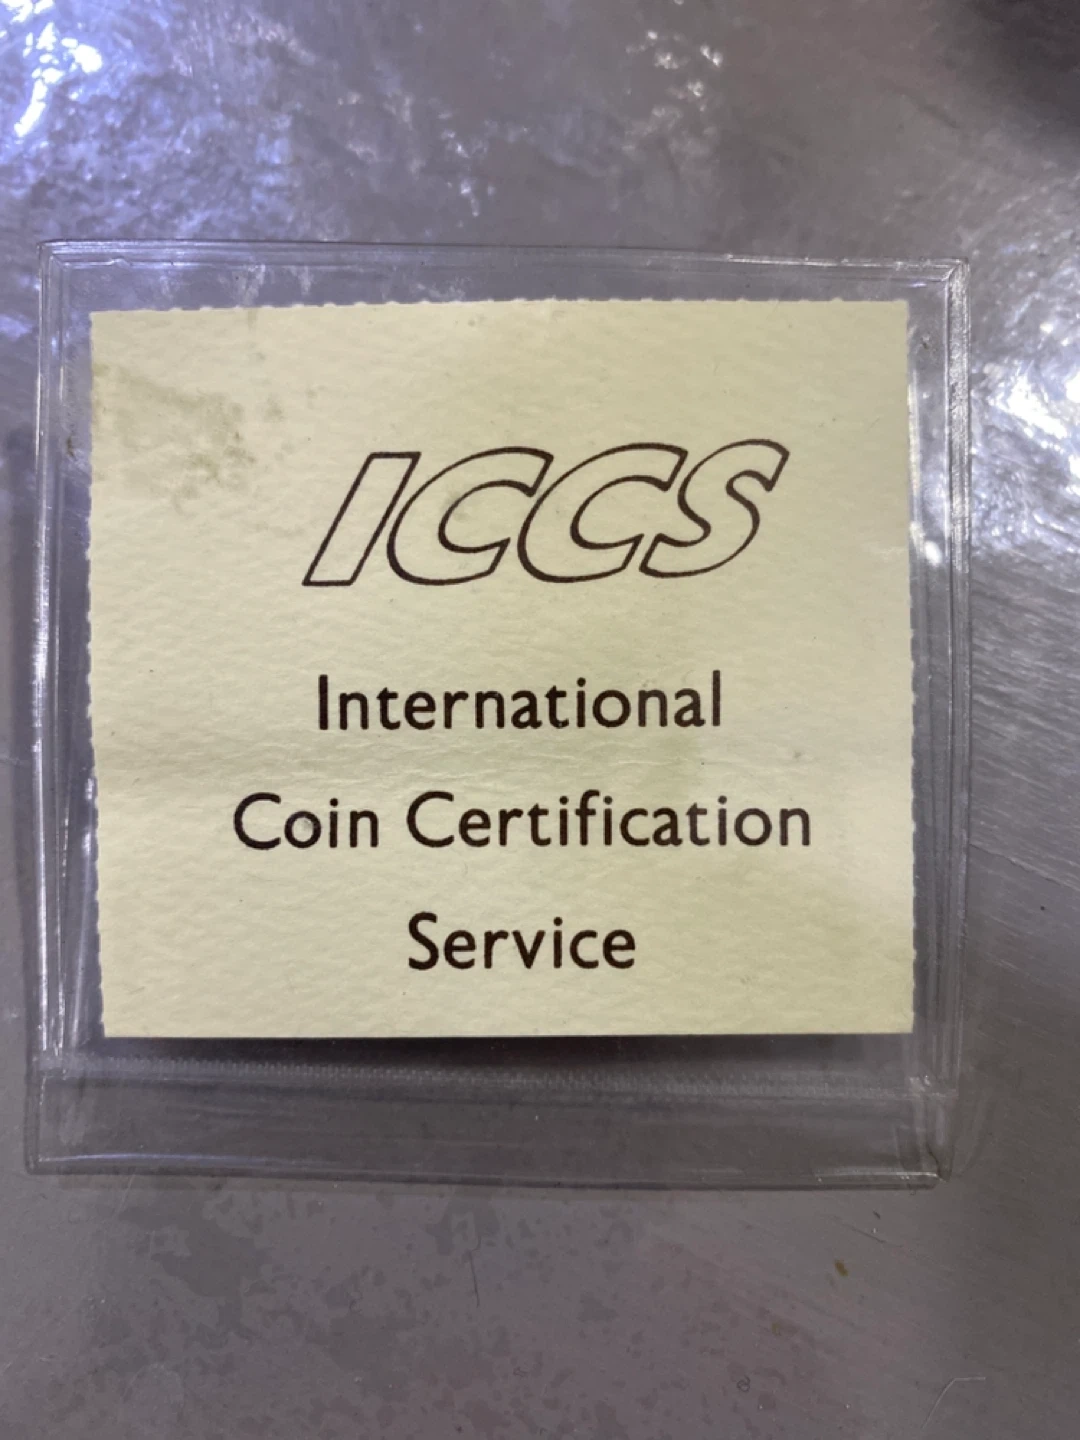 ICCS
International
Coin Certification
Service